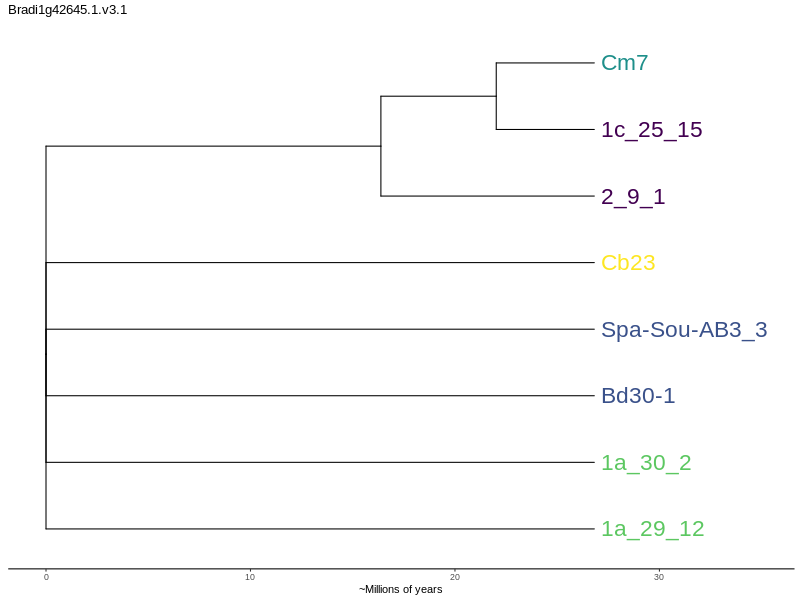 Bradi1g42645.1.v3.1
Cm7
1c_25_15
2_9_1
Cb23
Spa-Sou-AB3_3
Bd30-1
1a_30_2
1a_29_12
0 10 20 30
~Millions of years